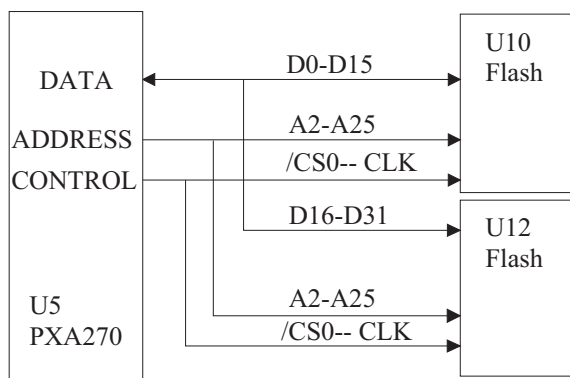 DATA
ADDRESS
CONTROL
U5
PXA270
D0-D15
A2-A25
/CS0-- CLK
D16-D31
A2-A25
/CS0-- CLK
U10
Flash
U12
Flash